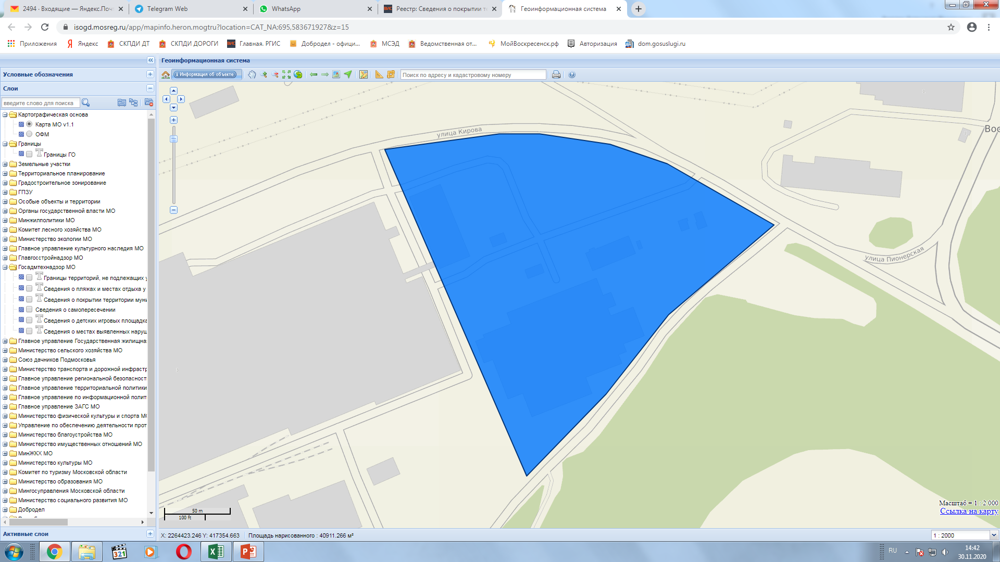 2494 · Входящие — Яндекс.Почт
Telegram Web
WhatsApp
Реестр: Сведения о покрытии т
Геоинформационная система
isogd.mosreg.ru/app/mapinfo.heron.mogtru?location=CAT_NA:695,583671927&z=15
Приложения
Яндекс
СКПДИ ДТ
СКПДИ ДОРОГИ
Главная. РГИС
Добродел - офици...
МСЭД
Ведомственная от...
МойВоскресенск.рф
Авторизация
dom.gosuslugi.ru
Геоинформационная система
Условные обозначения
Информация об объекте
Поиск по адресу и кадастровому номеру
Слои
введите слово для поиска
Картографическая основа
Карта МО v1.1
ОФМ
Границы
Границы ГО
Земельные участки
Территориальное планирование
Градостроительное зонирование
ГПЗУ
Особые объекты и территории
Органы государственной власти МО
Минжилполитики МО
Комитет лесного хозяйства МО
Министерство экологии МО
Главное управление культурного наследия МО
Главгосстройнадзор МО
Госадмтехнадзор МО
Границы территорий, не подлежащих у
Сведения о пляжах и местах отдыха у
Сведения о покрытии территории муни
Сведения о самопересечении
Сведения о детских игровых площадка
Сведения о местах выявленных наруш
Главное управление Государственная жилищна
Министерство сельского хозяйства МО
Союз дачников Подмосковья
Министерство транспорта и дорожной инфрастр
Главное управление региональной безопасност
Главное управление территориальной политики
Главное управление по информационной полит
Главное управление ЗАГС МО
Министерство физической культуры и спорта МО
Управление по обеспечению деятельности прот
Министерство благоустройства МО
Министерство имущественных отношений МО
МинЖКХ МО
Министерство культуры МО
Комитет по туризму Московской области
Министерство образования МО
Мингосуправления Московской области
Министерство социального развития МО
Добродел
Активные слои
улица Кирова
улица Пионерская
Вос
3
50 m
100 ft
Масштаб = 1 : 2 000
Ссылка на карту
X: 2264423.246 Y: 417354.663
Площадь нарисованного : 40911.266 м²
1 : 2000
321
RU
14:42
30.11.2020